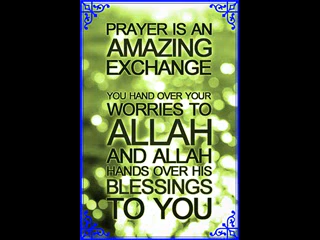 PRAYER IS AN
AMAZING
EXCHANGE
YOU HAND OVER YOUR
WORRIES TO
ALLAH
AND ALLAH
HANDS OVER HIS
BLESSINGS
TO YOU